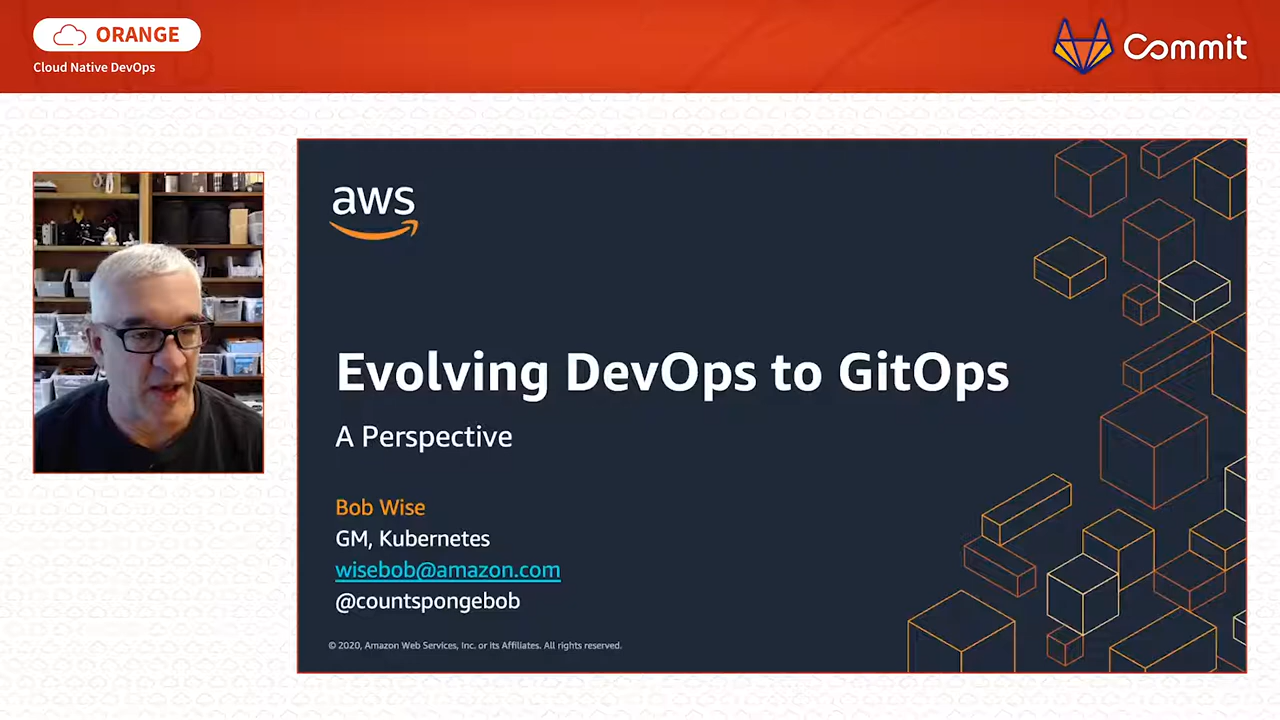 ORANGE
Cloud Native DevOps
Commit
aws
Evolving DevOps to GitOps
A Perspective
Bob Wise
GM, Kubernetes
wisebob@amazon.com
@countspongebob
© 2020, Amazon Web Services, Inc. or its Affiliates. All rights reserved.